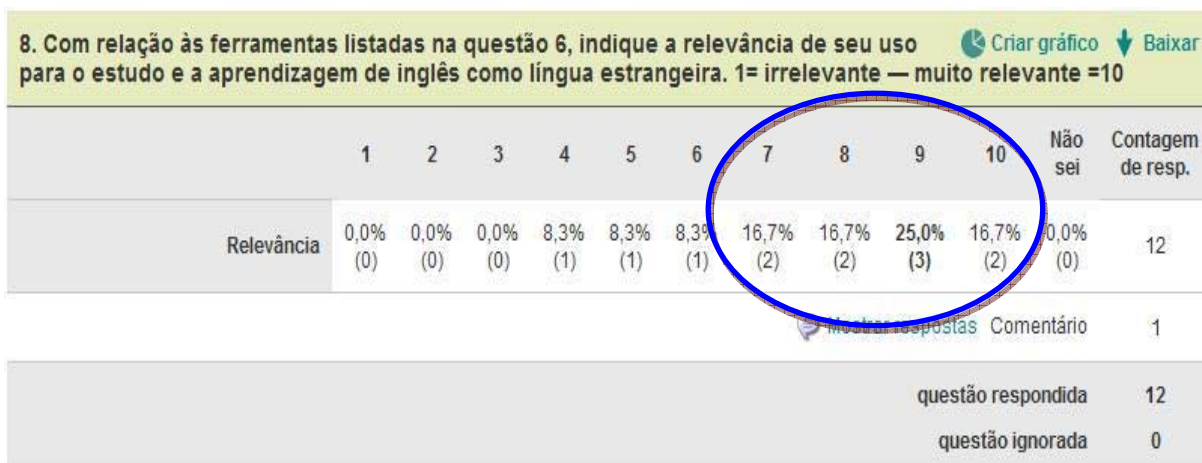 8. Com relação às ferramentas listadas na questão 6, indique a relevância de seu uso Criar gráfico Baixar
para o estudo e a aprendizagem de inglês como língua estrangeira. 1= irrelevante — muito relevante =10
1 2 3 4 5 6 7 8 9 10 Não sei Contagem de resp.
Relevância 0,0% (0) 0,0% (0) 0,0% (0) 8,3% (1) 8,3% (1) 8,3% (1) 16,7% (2) 16,7% (2) 25,0% (3) 16,7% (2) 0,0% (0) 12
Mostrar respostas Comentário 1
questão respondida 12
questão ignorada 0